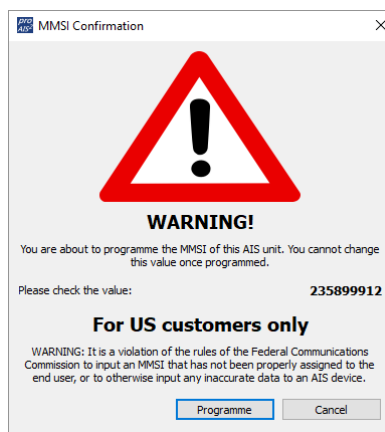 pro
AIS²
MMSI Confirmation
WARNING!
You are about to programme the MMSI of this AIS unit. You cannot change
this value once programmed.
Please check the value:
235899912
For US customers only
WARNING: It is a violation of the rules of the Federal Communications
Commission to input an MMSI that has not been properly assigned to the
end user, or to otherwise input any inaccurate data to an AIS device.
Programme
Cancel